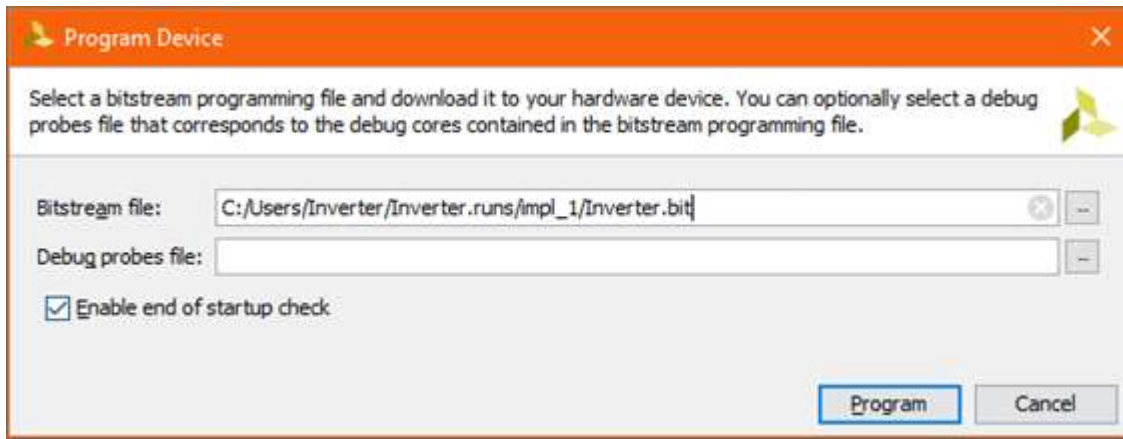 Program Device
Select a bitstream programming file and download it to your hardware device. You can optionally select a debug
probes file that corresponds to the debug cores contained in the bitstream programming file.
Bitstream file: C:/Users/Inverter/Inverter.runs/impl_1/Inverter.bit
Debug probes file:
Enable end of startup check
Program Cancel